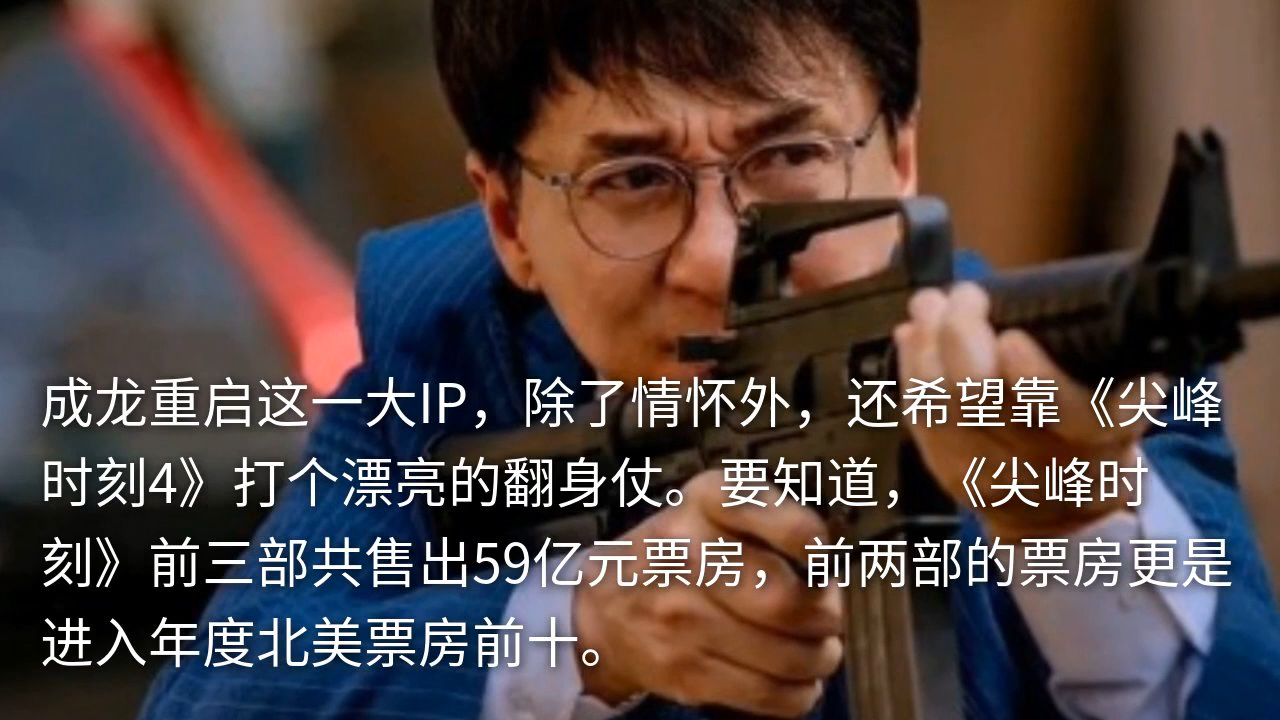 成龙重启这一大IP，除了情怀外，还希望靠《尖峰
时刻4》打个漂亮的翻身仗。要知道，《尖峰时
刻》前三部共售出59亿元票房，前两部的票房更是
进入年度北美票房前十。